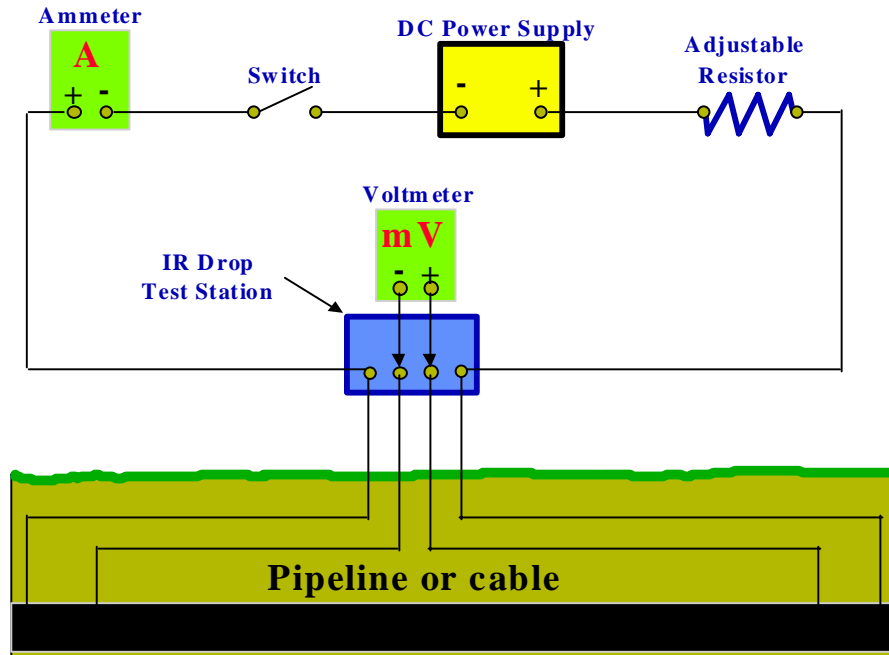 Ammeter
A
+ -
Switch
DC Power Supply
- +
Adjustable
Resistor
Voltmeter
mV
- +
IR Drop
Test Station
Pipeline or cable